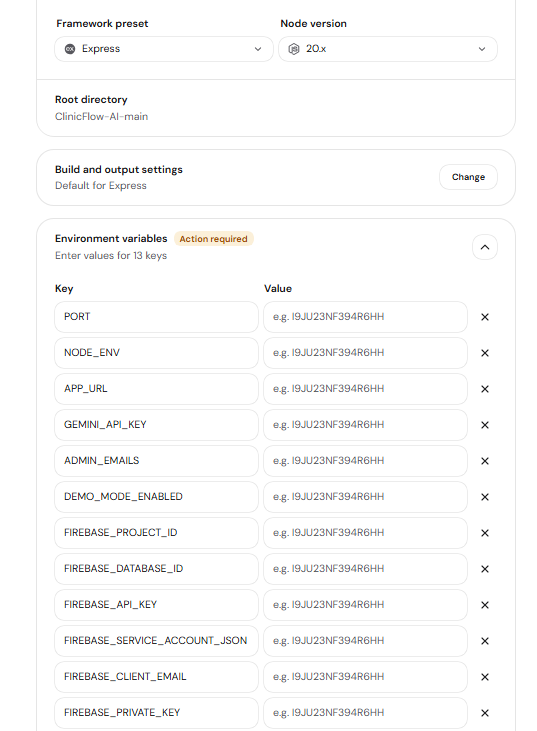 Framework preset
Node version
ex Express
20.x
Root directory
ClinicFlow-AI-main
Build and output settings
Default for Express
Change
Environment variables Action required
Enter values for 13 keys
Key Value
PORT e.g. I9JU23NF394R6HH
NODE_ENV e.g. I9JU23NF394R6HH
APP_URL e.g. I9JU23NF394R6HH
GEMINI_API_KEY e.g. I9JU23NF394R6HH
ADMIN_EMAILS e.g. I9JU23NF394R6HH
DEMO_MODE_ENABLED e.g. I9JU23NF394R6HH
FIREBASE_PROJECT_ID e.g. I9JU23NF394R6HH
FIREBASE_DATABASE_ID e.g. I9JU23NF394R6HH
FIREBASE_API_KEY e.g. I9JU23NF394R6HH
FIREBASE_SERVICE_ACCOUNT_JSON e.g. I9JU23NF394R6HH
FIREBASE_CLIENT_EMAIL e.g. I9JU23NF394R6HH
FIREBASE_PRIVATE_KEY e.g. I9JU23NF394R6HH